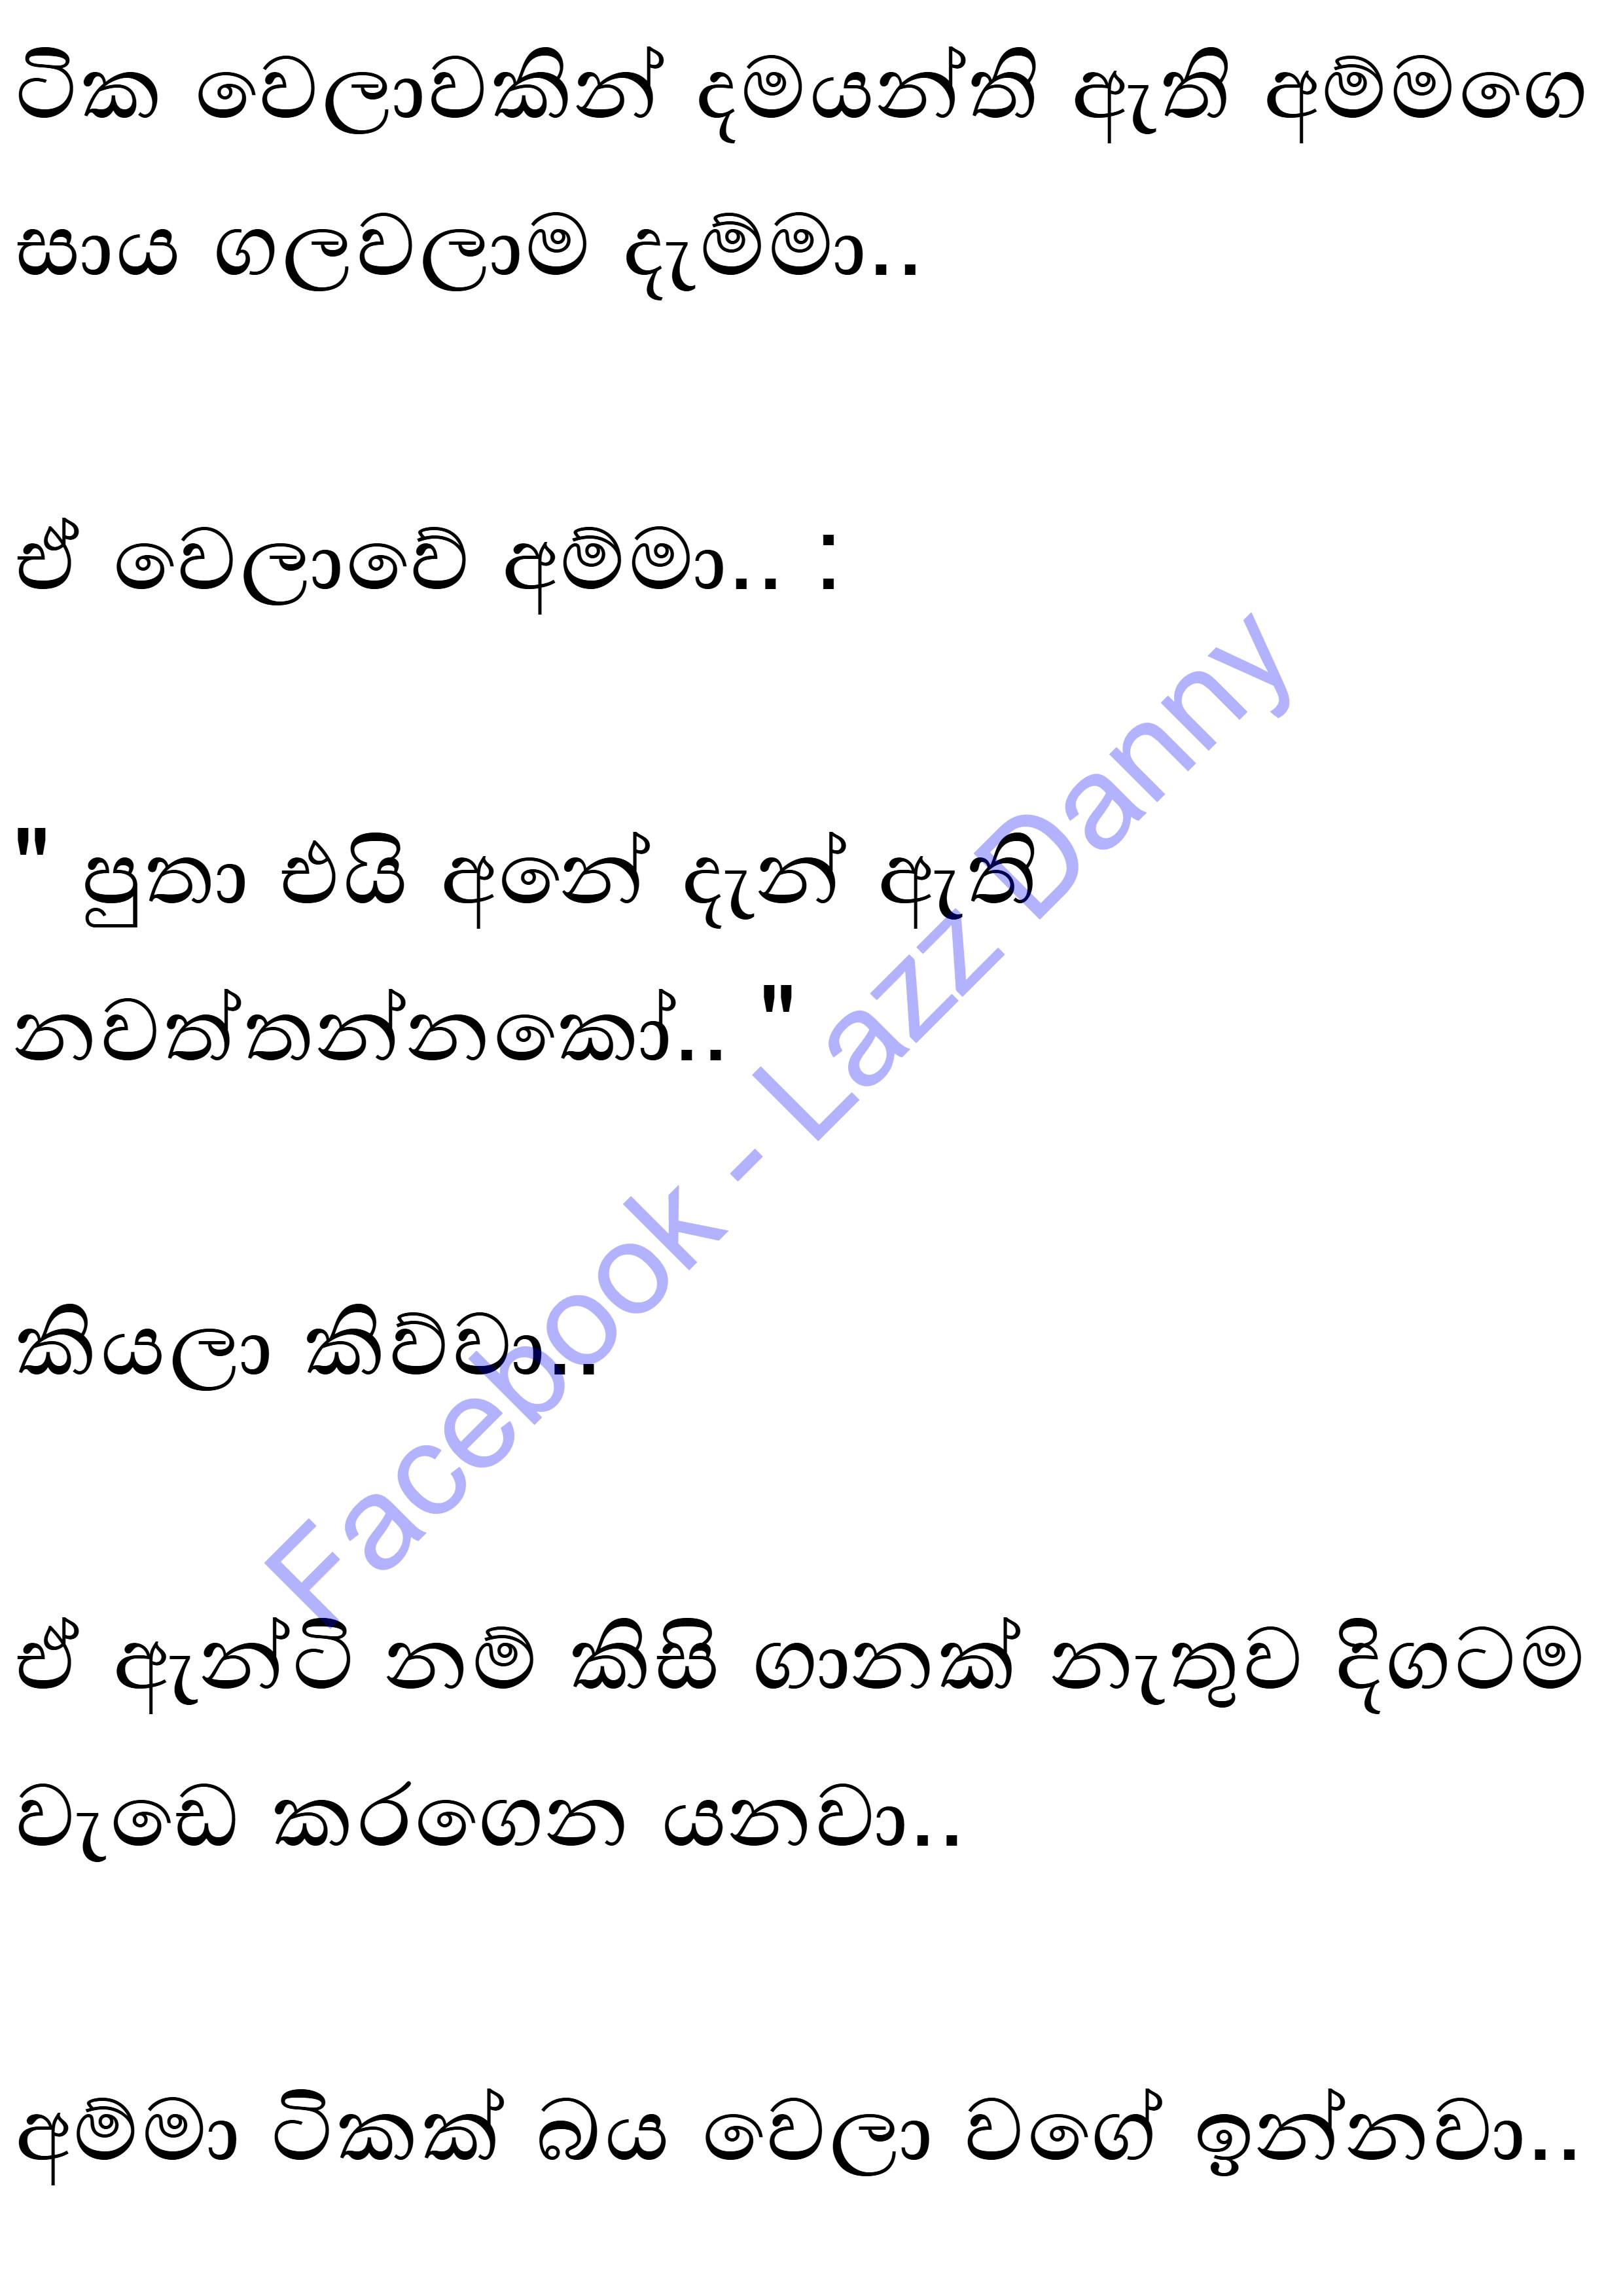 ටික වෙලාවකින් දමයන්ති ඇති අම්මගෙ
සාය ගලවලාම දැම්මා..
ඒ වෙලාවේ අම්මා.. :
" පුතා එයි අනේ දැන් ඇති
නවත්තන්නකෝ.. "
කියලා කිව්වා..
ඒ ඇන්ටි නම් කිසි ගානක් නැතුව දිගටම
වැඩෙ කරගෙන යනවා..
අම්මා ටිකක් බය වෙලා වගේ ඉන්නවා..
Facebook - Lazz Danny